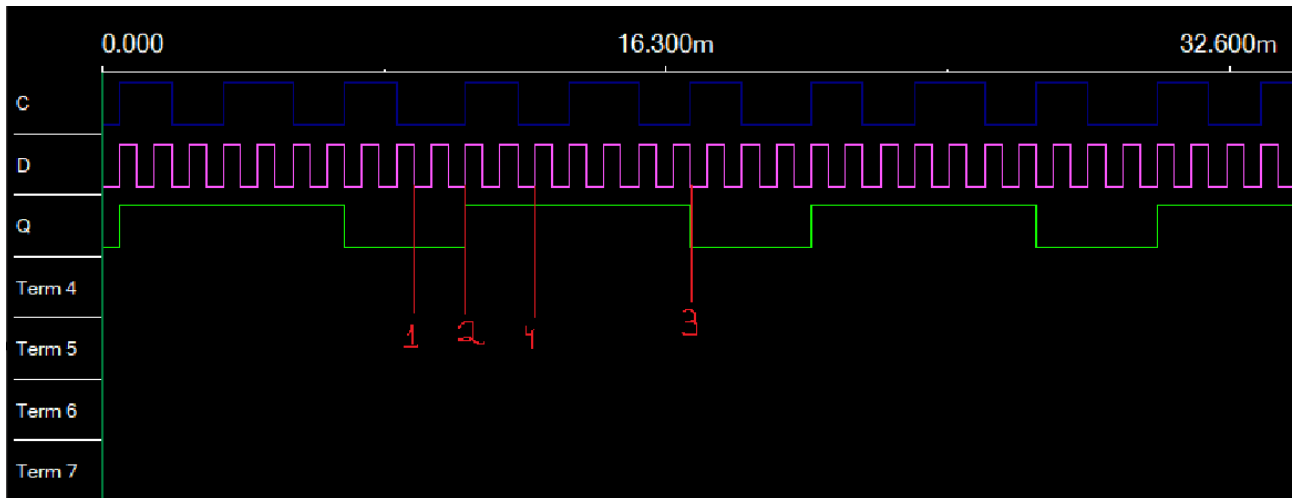 0.000 16.300m 32.600m
C
D
Q
Term 4
Term 5
1 2 4 3
Term 6
Term 7